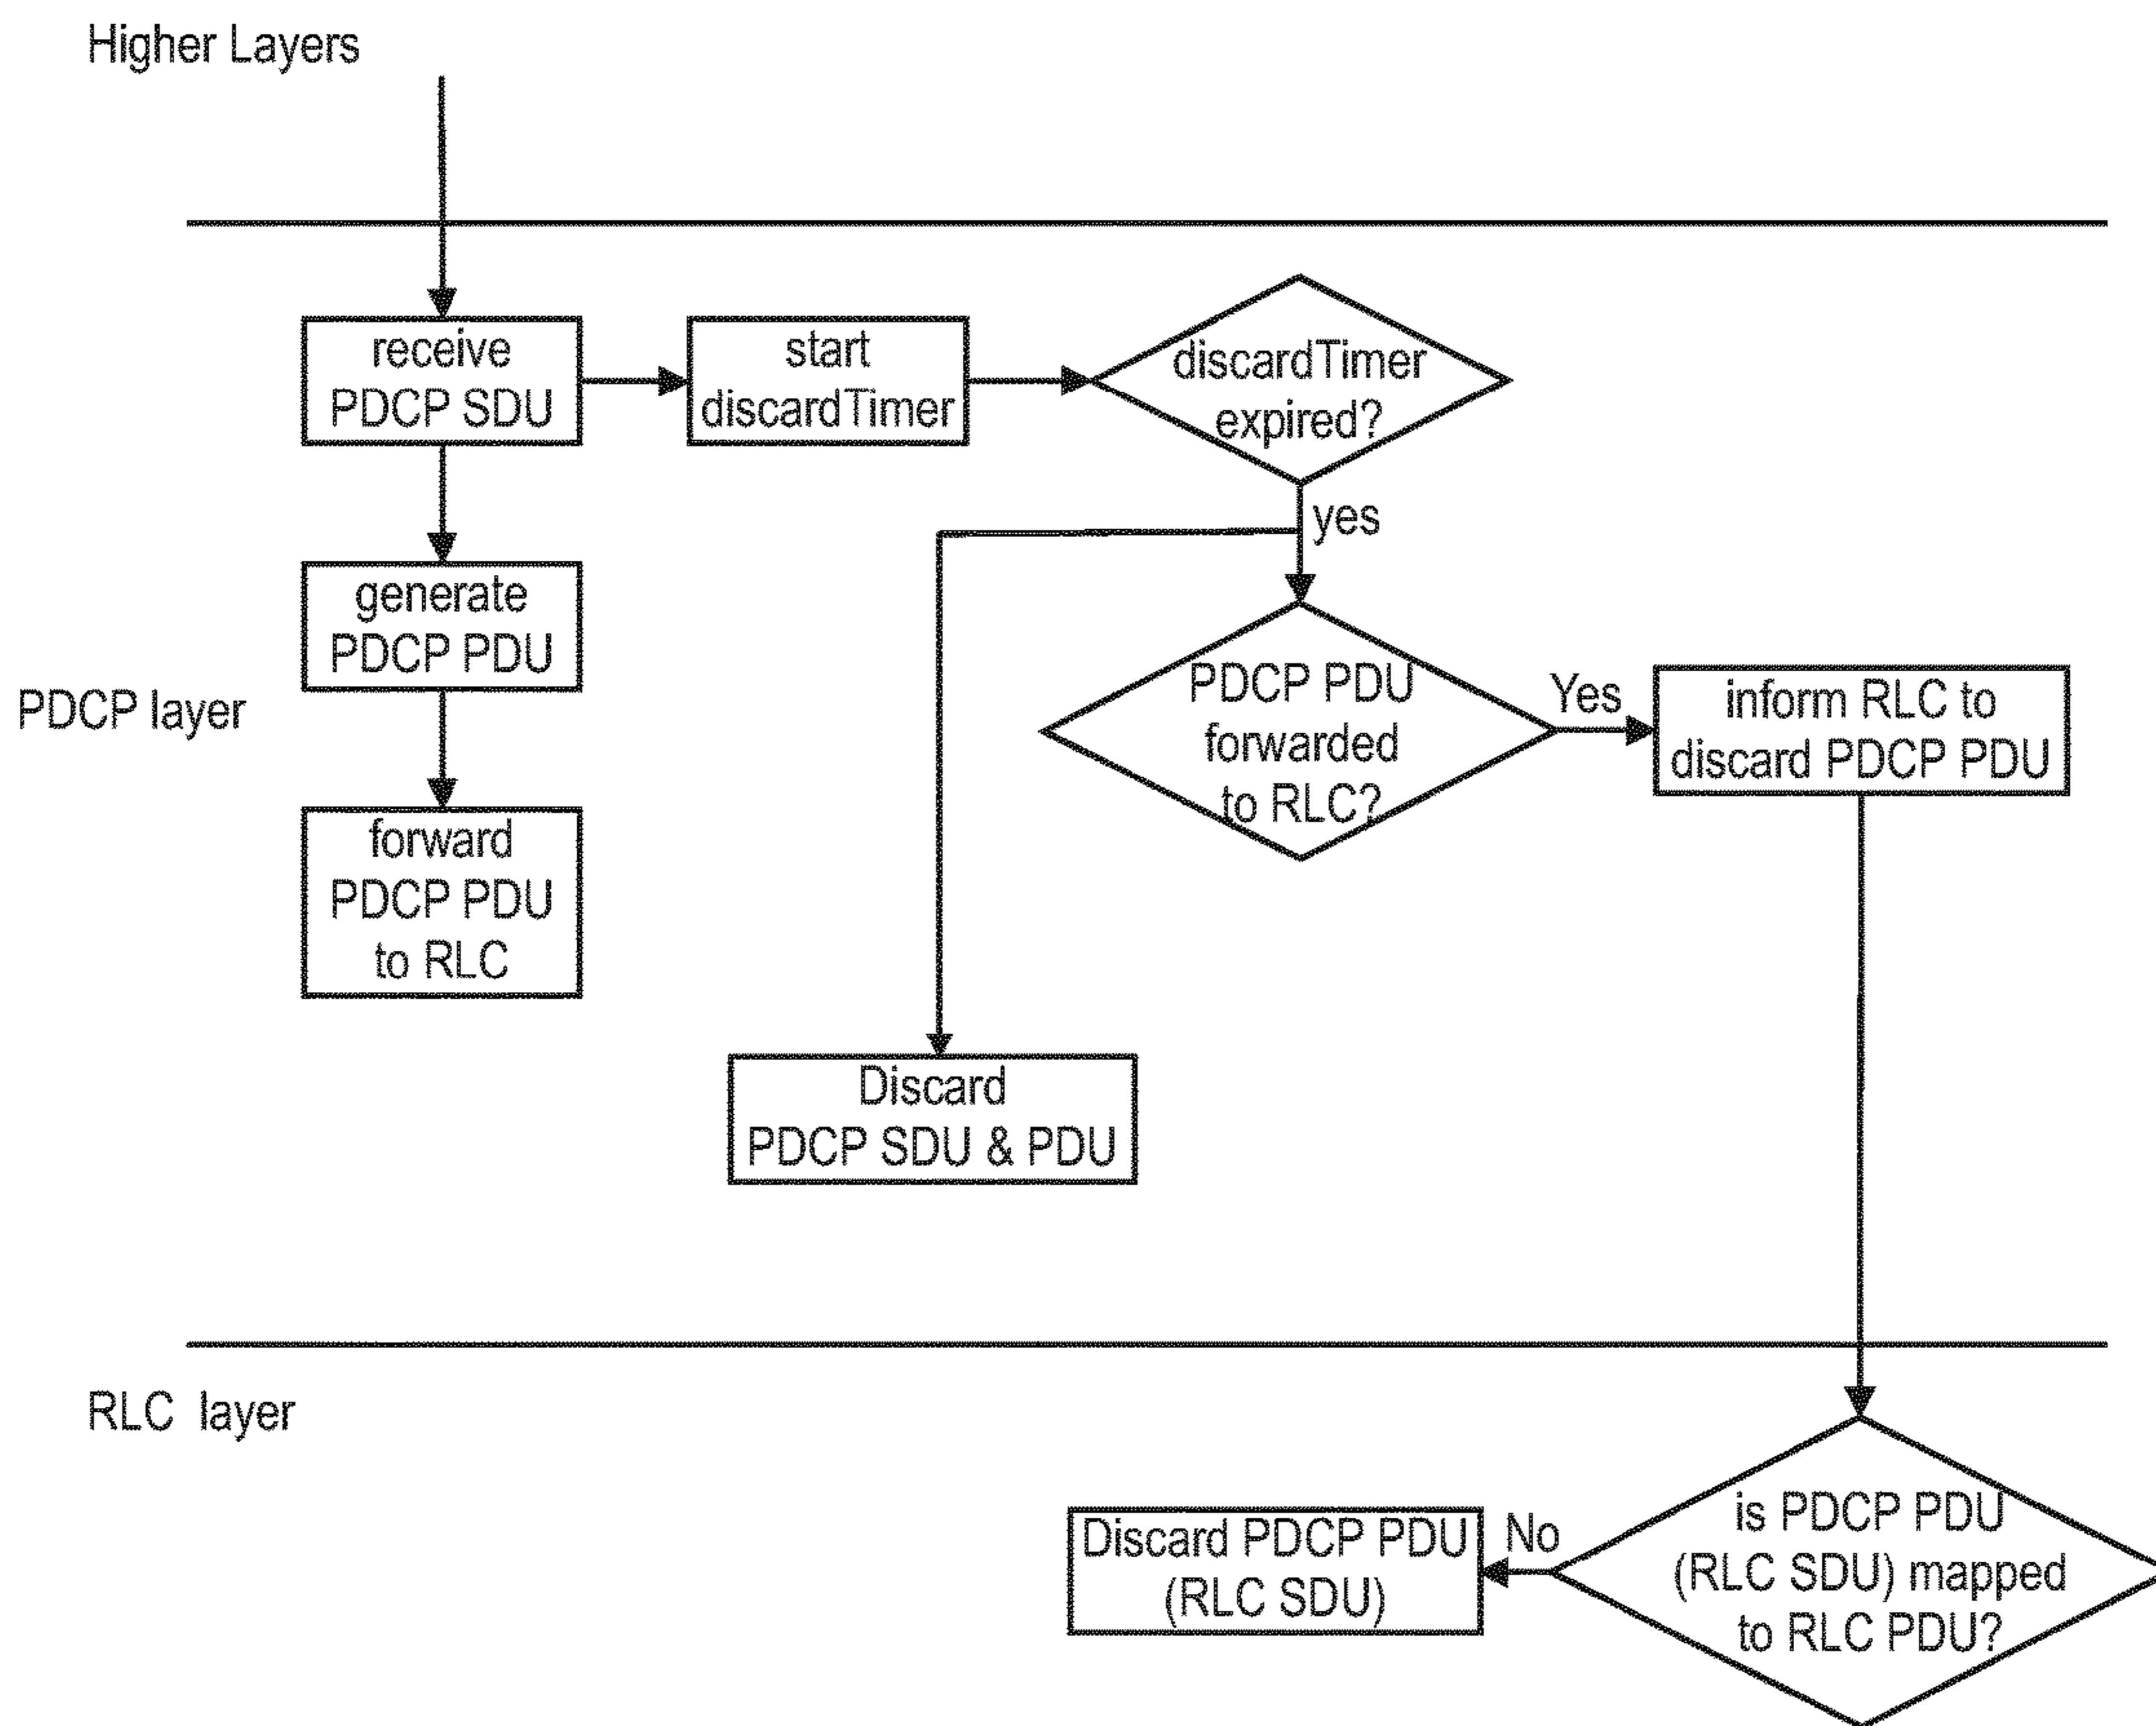 Higher Layers
receive
PDCP SDU
start
discardTimer
discardTimer
expired?
yes
generate
PDCP PDU
PDCP layer
PDCP PDU
forwarded
to RLC?
Yes
inform RLC to
discard PDCP PDU
forward
PDCP PDU
to RLC
Discard
PDCP SDU & PDU
RLC layer
is PDCP PDU
(RLC SDU) mapped
to RLC PDU?
No
Discard PDCP PDU
(RLC SDU)